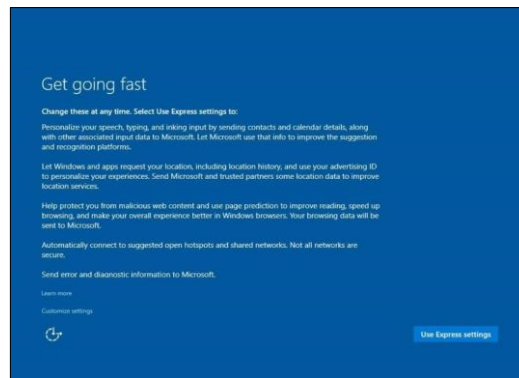 Get going fast
Change these at any time. Select Use Express settings to:
Personalize your speech, typing, and inking input by sending contacts and calendar details, along
with other associated input data to Microsoft. Let Microsoft use that info to improve the suggestion
and recognition platforms.
Let Windows and apps request your location, including location history, and use your advertising ID
to personalize your experiences. Send Microsoft and trusted partners some location data to improve
location services.
Help protect you from malicious web content and use page prediction to improve reading, speed up
browsing, and make your overall experience better in Windows browsers. Your browsing data will be
sent to Microsoft.
Automatically connect to suggested open hotspots and shared networks. Not all networks are
secure.
Send error and diagnostic information to Microsoft.
Learn more
Customize settings
Use Express settings